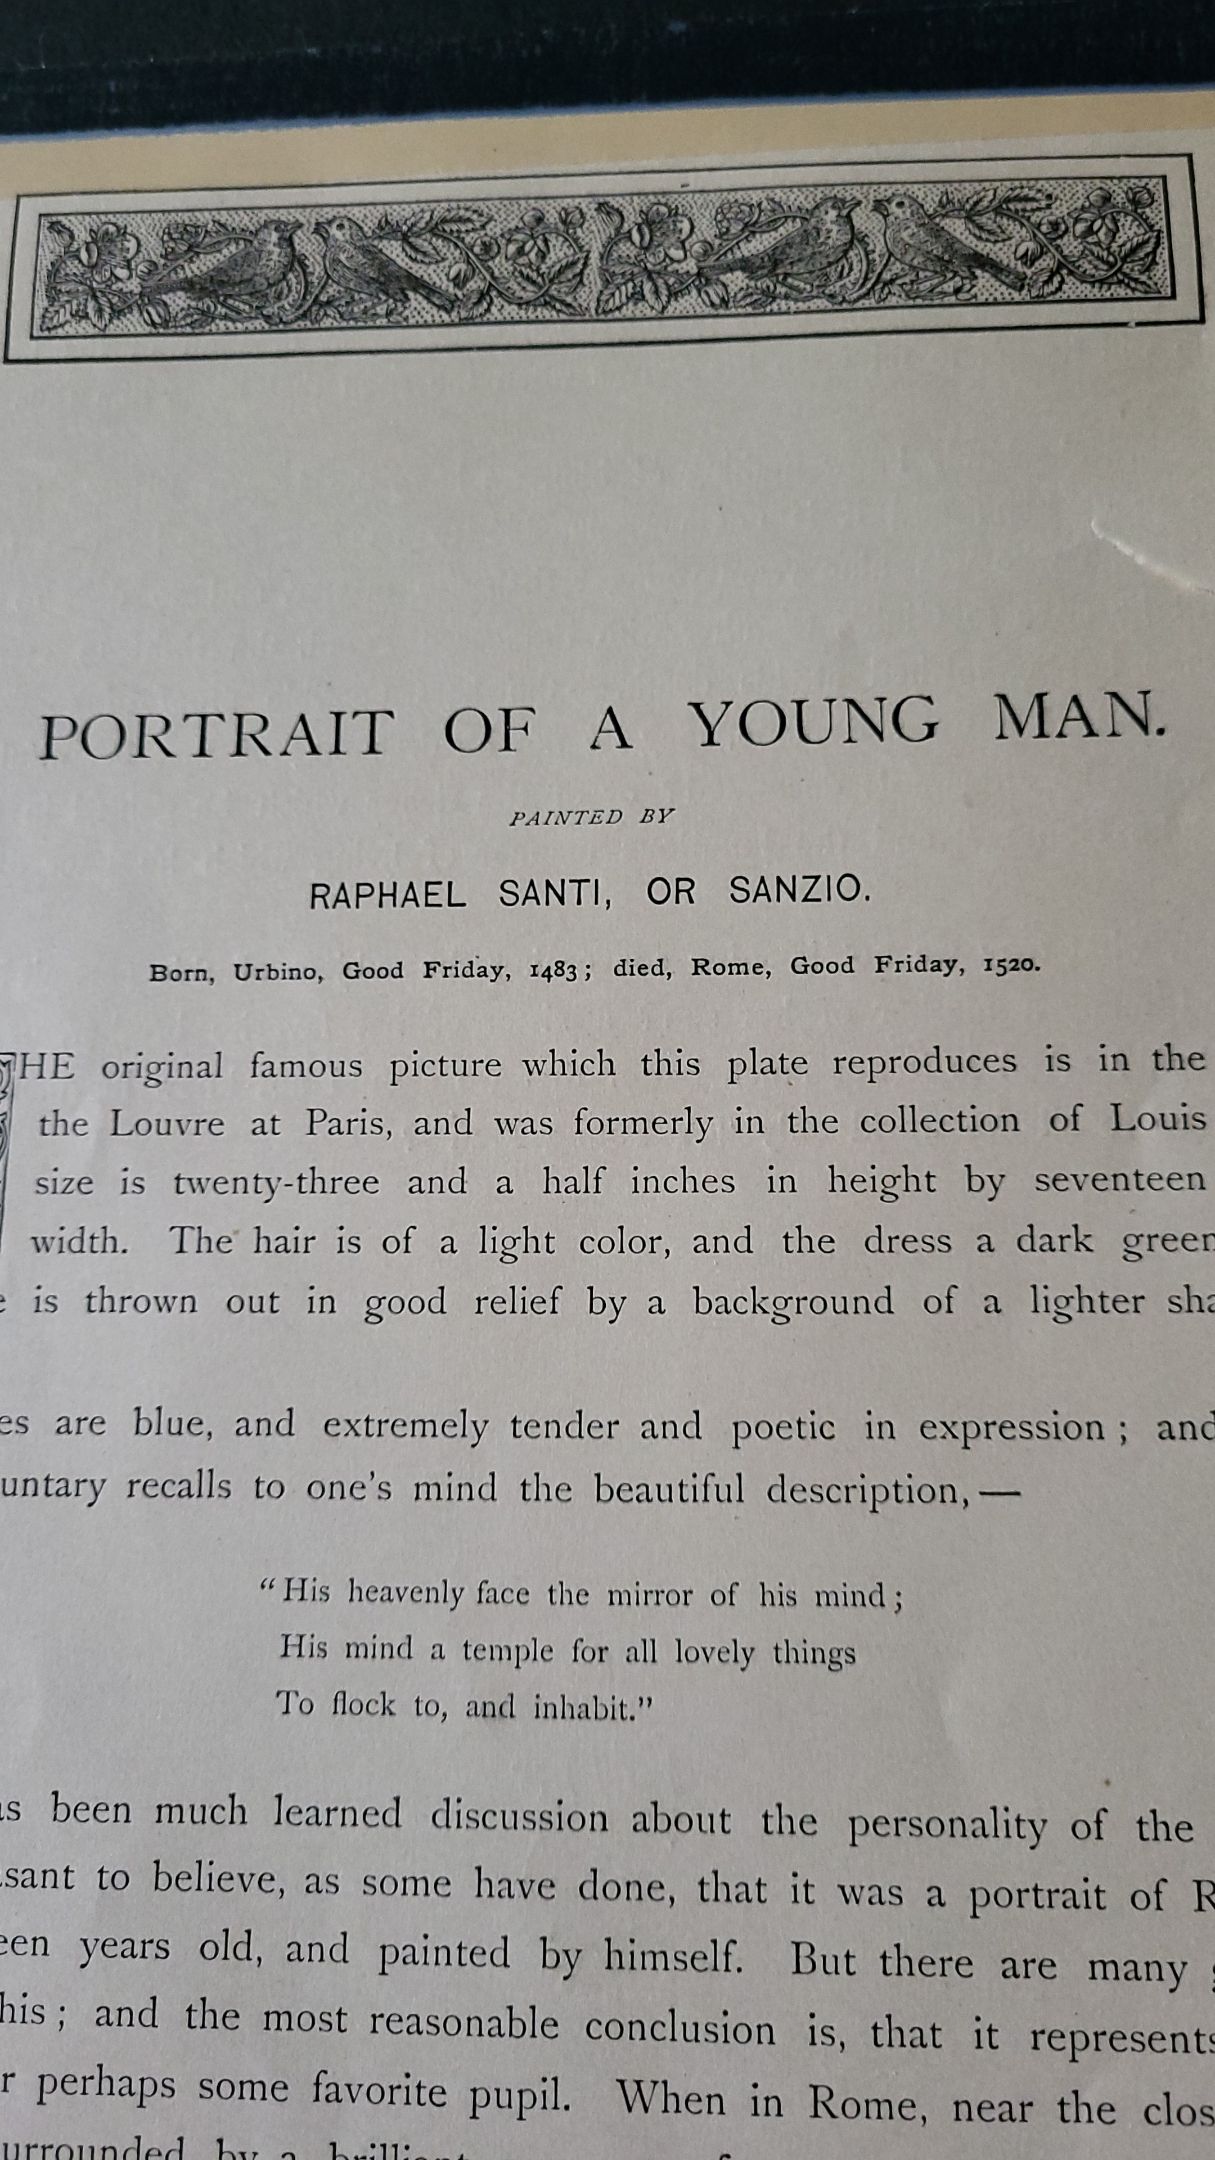 PORTRAIT OF A YOUNG MAN.
PAINTED BY
RAPHAEL SANTI, OR SANZIO.
Born, Urbino, Good Friday, 1483; died, Rome, Good Friday, 1520.
THE original famous picture which this plate reproduces is in the
the Louvre at Paris, and was formerly in the collection of Louis
size is twenty-three and a half inches in height by seventeen
width. The hair is of a light color, and the dress a dark green
is thrown out in good relief by a background of a lighter
are blue, and extremely tender and poetic in expression; and
recalls to one's mind the beautiful description,—
“His heavenly face the mirror of his mind;
His mind a temple for all lovely things
To flock to, and inhabit.”
been much learned discussion about the personality of the
to believe, as some have done, that it was a portrait of
years old, and painted by himself. But there are many
this; and the most reasonable conclusion is, that it represents
perhaps some favorite pupil. When in Rome, near the
surrounded by a